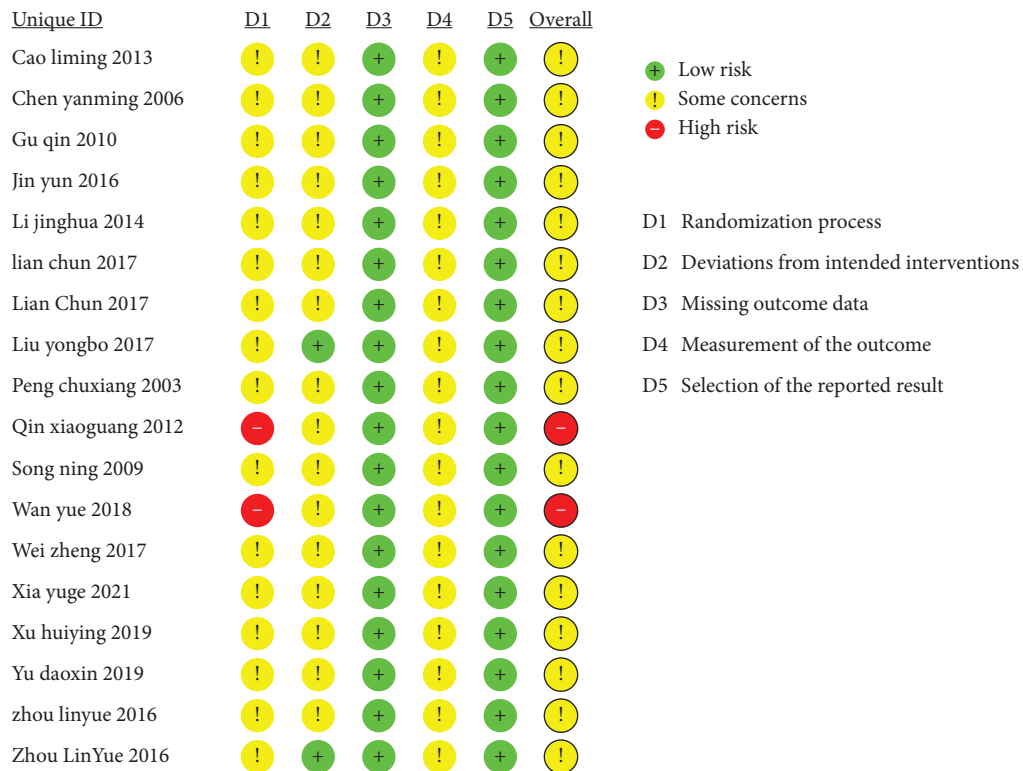 Unique ID D1 D2 D3 D4 D5 Overall
Cao liming 2013 ! ! + ! + !
Chen yanming 2006 ! ! + ! + !
Gu qin 2010 ! ! + ! + !
Jin yun 2016 ! ! + ! + !
Li jinghua 2014 ! ! + ! + !
lian chun 2017 ! ! + ! + !
Lian Chun 2017 ! ! + ! + !
Liu yongbo 2017 ! + + ! + !
Peng chuxiang 2003 ! ! + ! + !
Qin xiaoguang 2012 − ! + ! + −
Song ning 2009 ! ! + ! + !
Wan yue 2018 − ! + ! + −
Wei zheng 2017 ! ! + ! + !
Xia yuge 2021 ! ! + ! + !
Xu huiying 2019 ! ! + ! + !
Yu daoxin 2019 ! ! + ! + !
zhou linyue 2016 ! ! + ! + !
Zhou LinYue 2016 ! + + ! + !
+ Low risk
! Some concerns
− High risk
D1 Randomization process
D2 Deviations from intended interventions
D3 Missing outcome data
D4 Measurement of the outcome
D5 Selection of the reported result